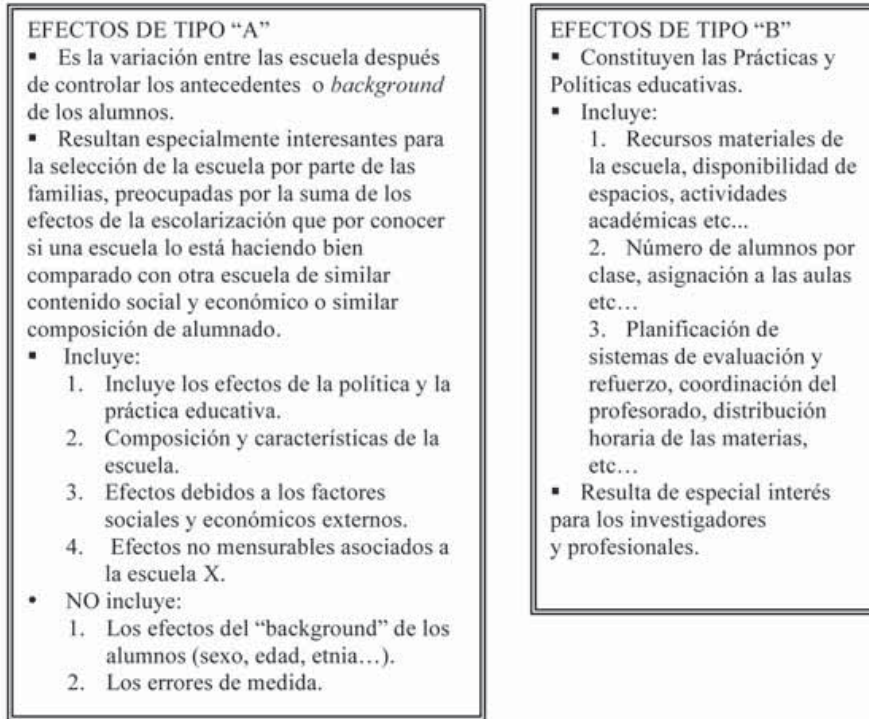 EFECTOS DE TIPO “A”
▪ Es la variación entre las escuela después
de controlar los antecedentes o background
de los alumnos.
▪ Resultan especialmente interesantes para
la selección de la escuela por parte de las
familias, preocupadas por la suma de los
efectos de la escolarización que por conocer
si una escuela lo está haciendo bien
comparado con otra escuela de similar
contenido social y económico o similar
composición de alumnado.
▪ Incluye:
1. Incluye los efectos de la política y la
práctica educativa.
2. Composición y características de la
escuela.
3. Efectos debidos a los factores
sociales y económicos externos.
4. Efectos no mensurables asociados a
la escuela X.
• NO incluye:
1. Los efectos del “background” de los
alumnos (sexo, edad, etnia…).
2. Los errores de medida.
EFECTOS DE TIPO “B”
▪ Constituyen las Prácticas y
Políticas educativas.
▪ Incluye:
1. Recursos materiales de
la escuela, disponibilidad de
espacios, actividades
académicas etc...
2. Número de alumnos por
clase, asignación a las aulas
etc…
3. Planificación de
sistemas de evaluación y
refuerzo, coordinación del
profesorado, distribución
horaria de las materias,
etc…
▪ Resulta de especial interés
para los investigadores
y profesionales.